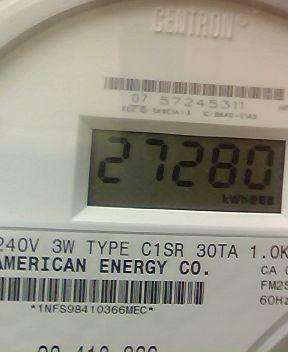 CENTRON
07 57245311
27280
kWh
240V 3W TYPE C1SR 30TA 1.0K
AMERICAN ENERGY CO.
CA
FM2S
60Hz
*1NFS98410366MEC*